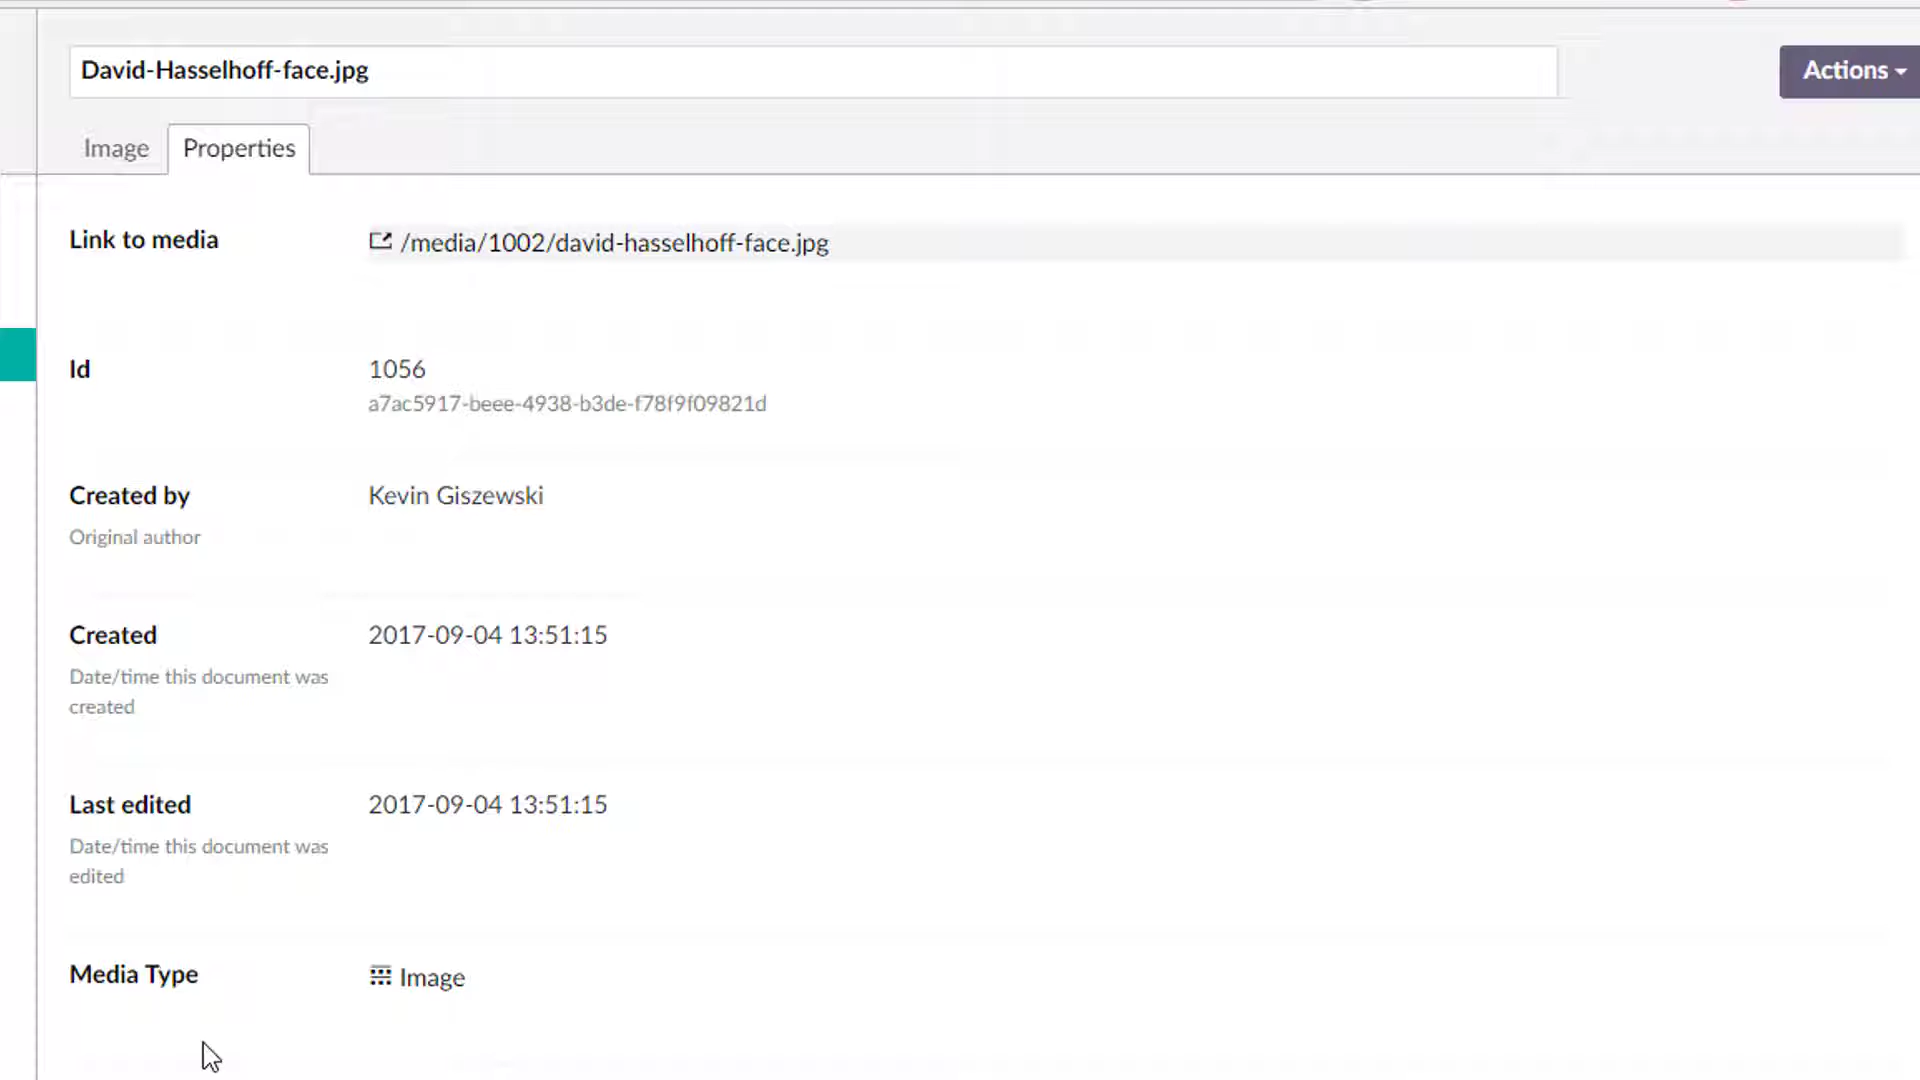 David-Hasselhoff-face.jpg
Actions
Image
Properties
Link to media
/media/1002/david-hasselhoff-face.jpg
Id
1056
a7ac5917-beee-4938-b3de-f78f9f09821d
Created by
Kevin Giszewski
Original author
Created
2017-09-04 13:51:15
Date/time this document was
created
Last edited
2017-09-04 13:51:15
Date/time this document was
edited
Media Type
Image